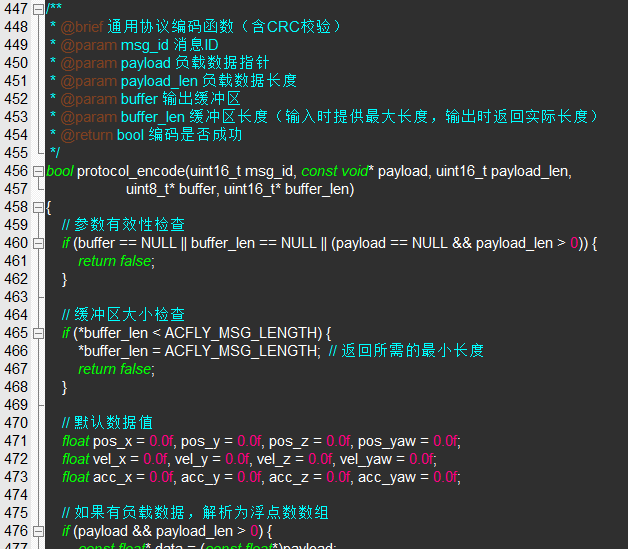 447 /**
448 * @brief 通用协议编码函数（含CRC校验）
449 * @param msg_id 消息ID
450 * @param payload 负载数据指针
451 * @param payload_len 负载数据长度
452 * @param buffer 输出缓冲区
453 * @param buffer_len 缓冲区长度（输入时提供最大长度，输出时返回实际长度）
454 * @return bool 编码是否成功
455 */
456 bool protocol_encode(uint16_t msg_id, const void* payload, uint16_t payload_len,
457 uint8_t* buffer, uint16_t* buffer_len)
458 {
459 // 参数有效性检查
460 if (buffer == NULL || buffer_len == NULL || (payload == NULL && payload_len > 0)) {
461 return false;
462 }
463
464 // 缓冲区大小检查
465 if (*buffer_len < ACFLY_MSG_LENGTH) {
466 *buffer_len = ACFLY_MSG_LENGTH; // 返回所需的最小长度
467 return false;
468 }
469
470 // 默认数据值
471 float pos_x = 0.0f, pos_y = 0.0f, pos_z = 0.0f, pos_yaw = 0.0f;
472 float vel_x = 0.0f, vel_y = 0.0f, vel_z = 0.0f, vel_yaw = 0.0f;
473 float acc_x = 0.0f, acc_y = 0.0f, acc_z = 0.0f, acc_yaw = 0.0f;
474
475 // 如果有负载数据，解析为浮点数数组
476 if (payload && payload_len > 0) {
477 const float* data = (const float*)payload;